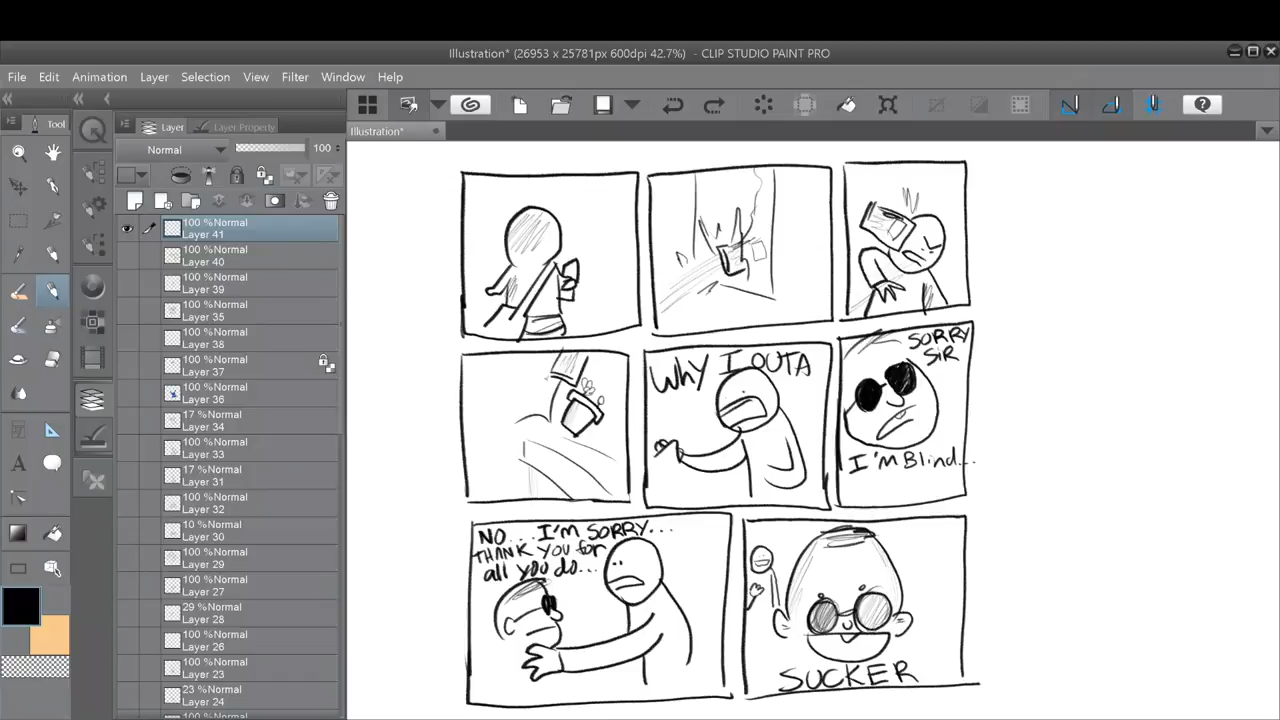 Illustration* (26953 x 25781px 600dpi 42.7%) - CLIP STUDIO PAINT PRO
File Edit Animation Layer Selection View Filter Window Help
Illustration*
Tool
Layer
Layer Property
Normal 100
100 %Normal
Layer 41
100 %Normal
Layer 40
100 %Normal
Layer 39
100 %Normal
Layer 35
100 %Normal
Layer 38
100 %Normal
Layer 37
100 %Normal
Layer 36
17 %Normal
Layer 34
100 %Normal
Layer 33
17 %Normal
Layer 31
100 %Normal
Layer 32
10 %Normal
Layer 30
100 %Normal
Layer 29
100 %Normal
Layer 27
29 %Normal
Layer 28
100 %Normal
Layer 26
100 %Normal
Layer 23
23 %Normal
Layer 24
100 %Normal
WHY I OUTA
SORRY
SIR
I'M Blind...
NO... I'M SORRY...
THANK YOU for
all you do...
SUCKER